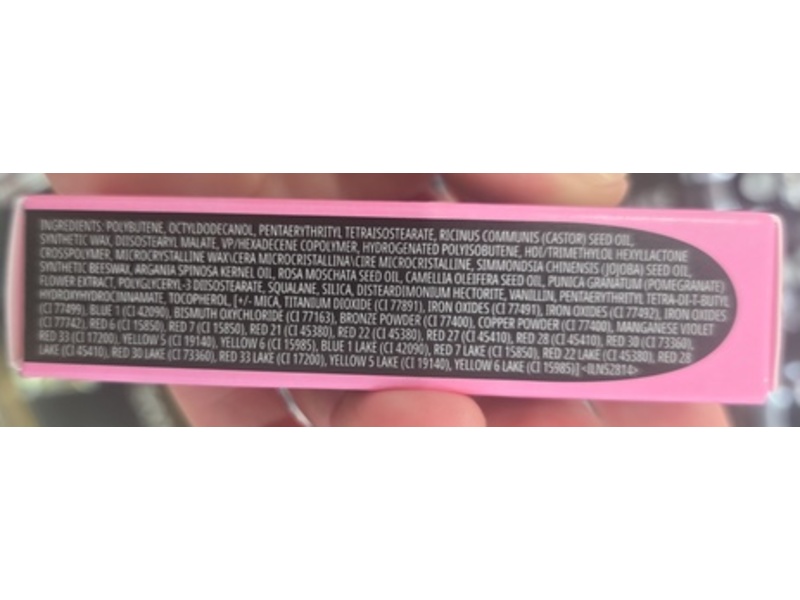 INGREDIENTS: POLYBUTENE, OCTYLDODECANOL, PENTAERYTHRITYL TETRAISOSTEARATE, RICINUS COMMUNIS (CASTOR) SEED OIL,
SYNTHETIC WAX, DIISOSTEARYL MALATE, VP/HEXADECENE COPOLYMER, HYDROGENATED POLYISOBUTENE, HDI/TRIMETHYLOL HEXYLLACTONE
CROSSPOLYMER, MICROCRYSTALLINE WAX\CERA MICROCRISTALLINA\CIRE MICROCRISTALLINE, SIMMONDSIA CHINENSIS (JOJOBA) SEED OIL,
SYNTHETIC BEESWAX, ARGANIA SPINOSA KERNEL OIL, ROSA MOSCHATA SEED OIL, CAMELLIA OLEIFERA SEED OIL, PUNICA GRANATUM (POMEGRANATE)
FLOWER EXTRACT, POLYGLYCERYL-3 DIISOSTEARATE, SQUALANE, SILICA, DISTEARDIMONIUM HECTORITE, VANILLIN, PENTAERYTHRITYL TETRA-DI-T-BUTYL
HYDROXYHYDROCINNAMATE, TOCOPHEROL, [+/- MICA, TITANIUM DIOXIDE (CI 77891), IRON OXIDES (CI 77491), IRON OXIDES (CI 77492), IRON OXIDES
(CI 77499), BLUE 1 (CI 42090), BISMUTH OXYCHLORIDE (CI 77163), BRONZE POWDER (CI 77400), COPPER POWDER (CI 77400), MANGANESE VIOLET
(CI 77742), RED 6 (CI 15850), RED 7 (CI 15850), RED 21 (CI 45380), RED 22 (CI 45380), RED 27 (CI 45410), RED 28 (CI 45410), RED 30 (CI 73360),
RED 33 (CI 17200), YELLOW 5 (CI 19140), YELLOW 6 (CI 15985), BLUE 1 LAKE (CI 42090), RED 7 LAKE (CI 15850), RED 22 LAKE (CI 45380), RED 28
LAKE (CI 45410), RED 30 LAKE (CI 73360), RED 33 LAKE (CI 17200), YELLOW 5 LAKE (CI 19140), YELLOW 6 LAKE (CI 15985)] <ILN52814>